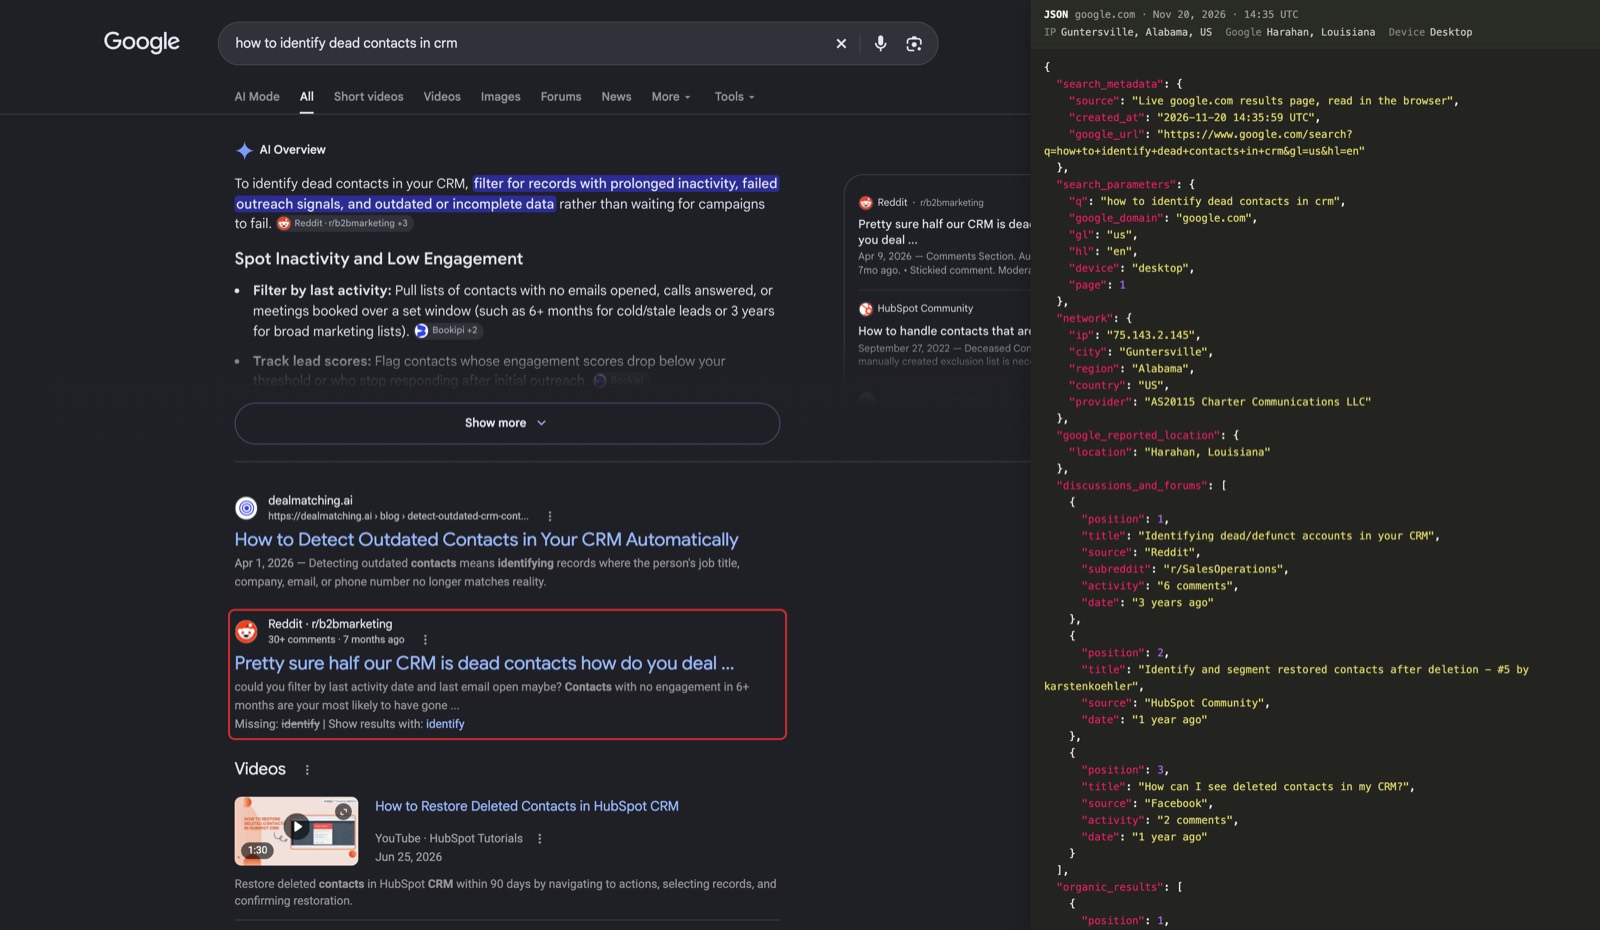 Google
how to identify dead contacts in crm
AI Mode
All
Short videos
Videos
Images
Forums
News
More
Tools
AI Overview
To identify dead contacts in your CRM, filter for records with prolonged inactivity, failed
outreach signals, and outdated or incomplete data rather than waiting for campaigns
to fail. Reddit · r/b2bmarketing +3
Spot Inactivity and Low Engagement
• Filter by last activity: Pull lists of contacts with no emails opened, calls answered, or
meetings booked over a set window (such as 6+ months for cold/stale leads or 3 years
for broad marketing lists). Bookipi +2
• Track lead scores: Flag contacts whose engagement scores drop below your
threshold or who stop responding after initial outreach. Bookipi
Show more
Reddit · r/b2bmarketing
Pretty sure half our CRM is dea
you deal ...
Apr 9, 2026 — Comments Section. Au
7mo ago. • Stickied comment. Modera
HubSpot Community
How to handle contacts that are
September 27, 2022 — Deceased Con
manually created exclusion list is nec
dealmatching.ai
https://dealmatching.ai › blog › detect-outdated-crm-cont...
How to Detect Outdated Contacts in Your CRM Automatically
Apr 1, 2026 — Detecting outdated contacts means identifying records where the person's job title,
company, email, or phone number no longer matches reality.
Reddit · r/b2bmarketing
30+ comments · 7 months ago
Pretty sure half our CRM is dead contacts how do you deal ...
could you filter by last activity date and last email open maybe? Contacts with no engagement in 6+
months are your most likely to have gone ...
Missing: identify | Show results with: identify
Videos
1:30
How to Restore Deleted Contacts in HubSpot CRM
YouTube · HubSpot Tutorials
Jun 25, 2026
Restore deleted contacts in HubSpot CRM within 90 days by navigating to actions, selecting records, and
confirming restoration.
JSON google.com · Nov 20, 2026 · 14:35 UTC
IP Guntersville, Alabama, US Google Harahan, Louisiana Device Desktop
{
"search_metadata": {
"source": "Live google.com results page, read in the browser",
"created_at": "2026-11-20 14:35:59 UTC",
"google_url": "https://www.google.com/search?
q=how+to+identify+dead+contacts+in+crm&gl=us&hl=en"
},
"search_parameters": {
"q": "how to identify dead contacts in crm",
"google_domain": "google.com",
"gl": "us",
"hl": "en",
"device": "desktop",
"page": 1
},
"network": {
"ip": "75.143.2.145",
"city": "Guntersville",
"region": "Alabama",
"country": "US",
"provider": "AS20115 Charter Communications LLC"
},
"google_reported_location": {
"location": "Harahan, Louisiana"
},
"discussions_and_forums": [
{
"position": 1,
"title": "Identifying dead/defunct accounts in your CRM",
"source": "Reddit",
"subreddit": "r/SalesOperations",
"activity": "6 comments",
"date": "3 years ago"
},
{
"position": 2,
"title": "Identify and segment restored contacts after deletion – #5 by
karstenkoehler",
"source": "HubSpot Community",
"date": "1 year ago"
},
{
"position": 3,
"title": "How can I see deleted contacts in my CRM?",
"source": "Facebook",
"activity": "2 comments",
"date": "1 year ago"
}
],
"organic_results": [
{
"position": 1,